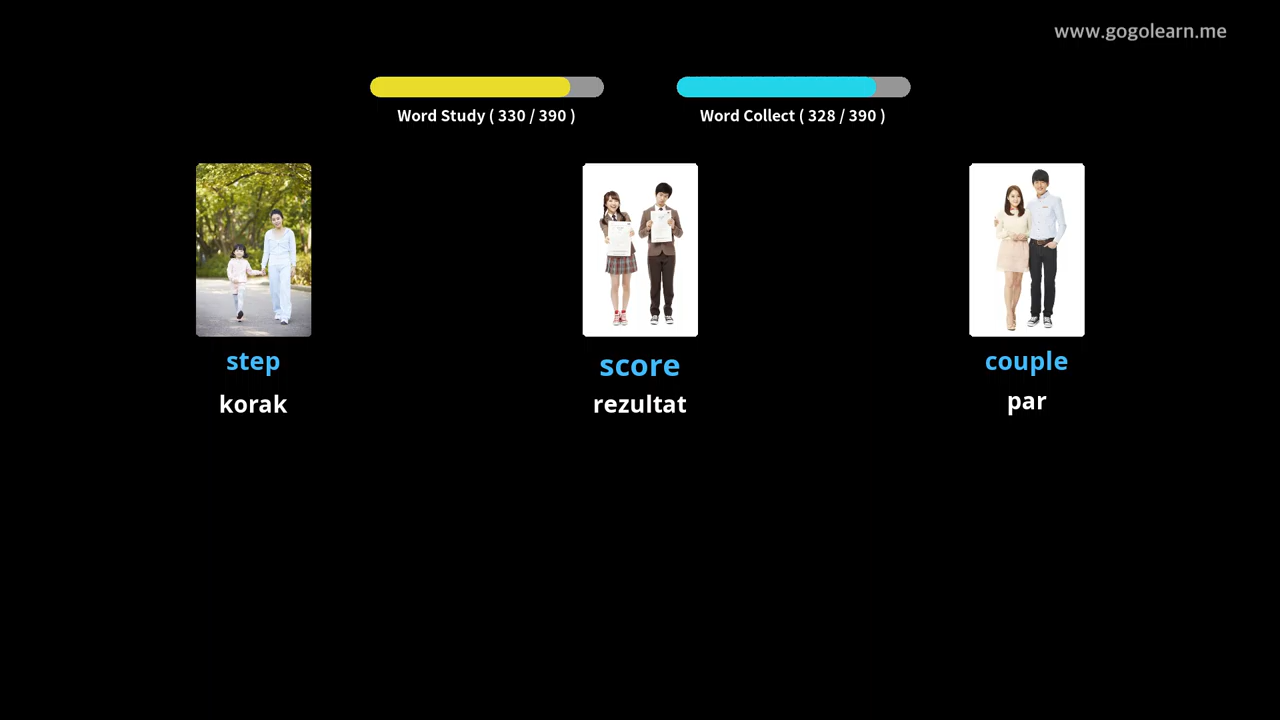 www.gogolearn.me
Word Study ( 330 / 390 )
Word Collect ( 328 / 390 )
step
score
couple
korak
rezultat
par